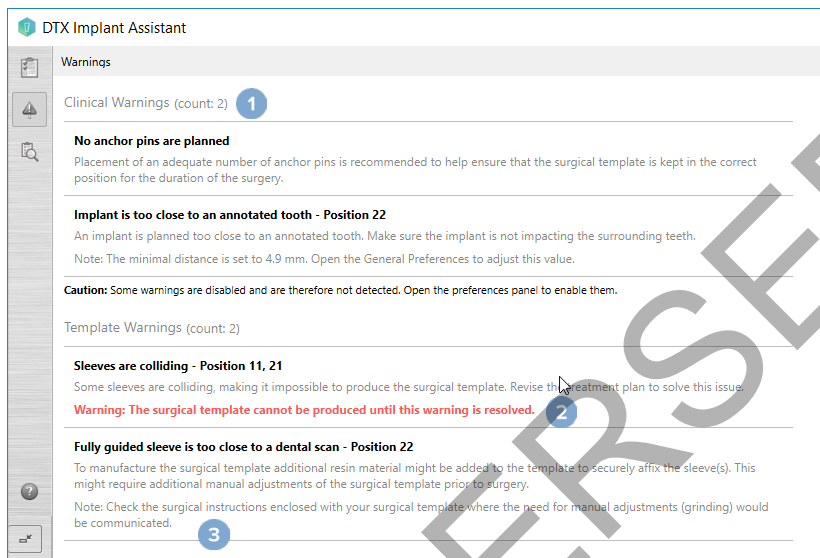 DTX Implant Assistant
Warnings
Clinical Warnings (count: 2) 1
No anchor pins are planned
Placement of an adequate number of anchor pins is recommended to help ensure that the surgical template is kept in the correct
position for the duration of the surgery.
Implant is too close to an annotated tooth - Position 22
An implant is planned too close to an annotated tooth. Make sure the implant is not impacting the surrounding teeth.
Note: The minimal distance is set to 4.9 mm. Open the General Preferences to adjust this value.
Caution: Some warnings are disabled and are therefore not detected. Open the preferences panel to enable them.
Template Warnings (count: 2)
Sleeves are colliding - Position 11, 21
Some sleeves are colliding, making it impossible to produce the surgical template. Revise the treatment plan to solve this issue.
Warning: The surgical template cannot be produced until this warning is resolved. 2
Fully guided sleeve is too close to a dental scan - Position 22
To manufacture the surgical template additional resin material might be added to the template to securely affix the sleeve(s). This
might require additional manual adjustments of the surgical template prior to surgery.
Note: Check the surgical instructions enclosed with your surgical template where the need for manual adjustments (grinding) would
be communicated.
3
?
ERSE